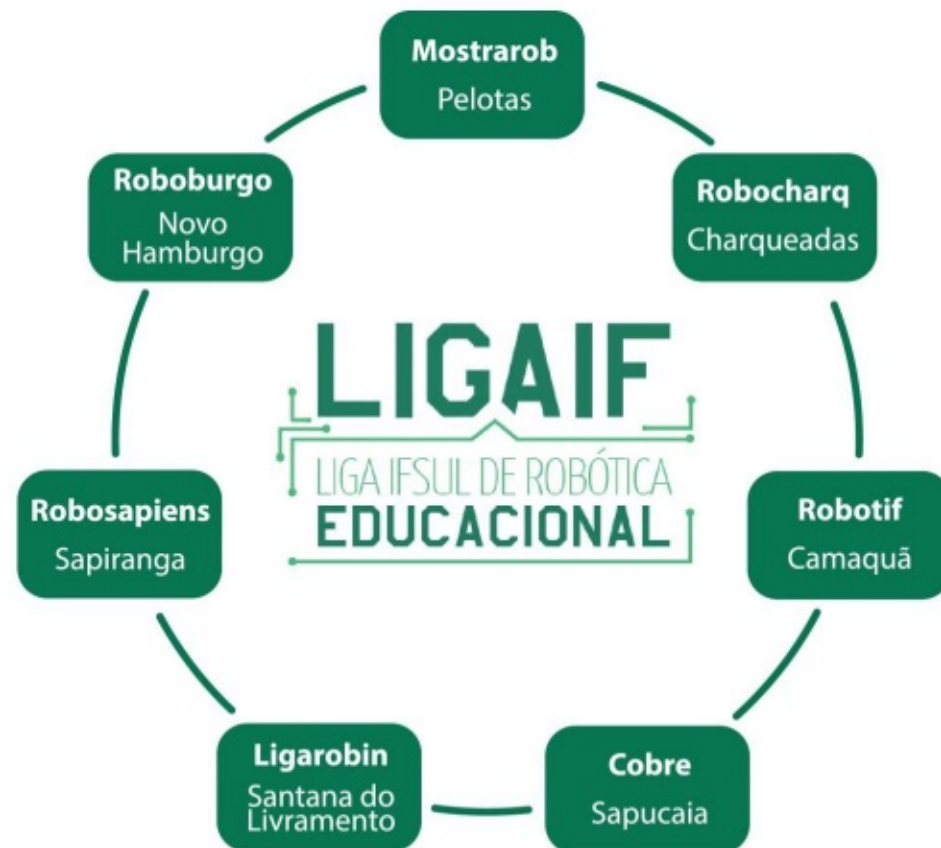 Mostrarob
Pelotas
Robocharq
Charqueadas
Robotif
Camaquã
Cobre
Sapucaia
Ligarobin
Santana do
Livramento
Robosapiens
Sapiranga
Roboburgo
Novo
Hamburgo
LIGAIF
LIGA IFSUL DE ROBÓTICA
EDUCACIONAL